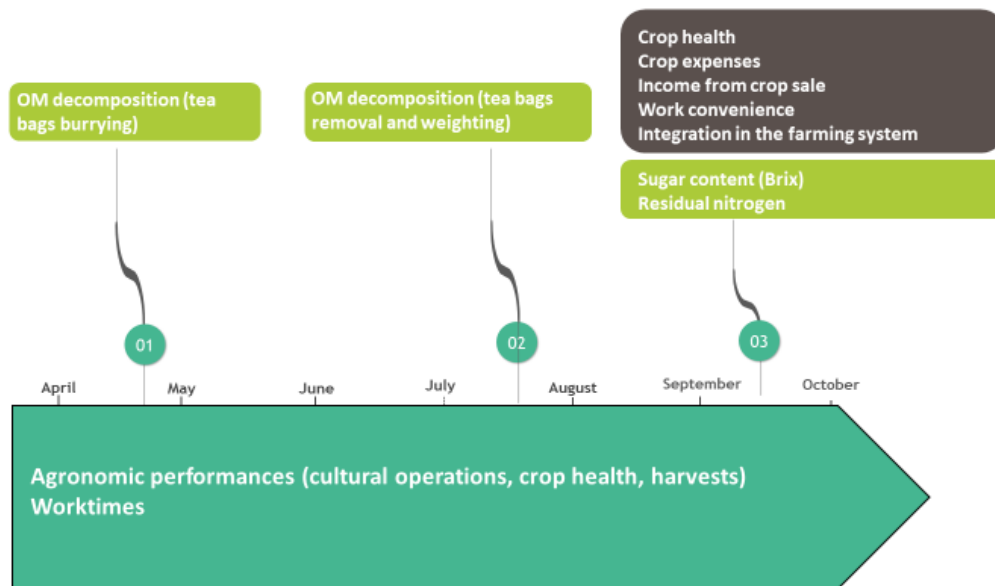 Crop health
Crop expenses
Income from crop sale
Work convenience
Integration in the farming system
OM decomposition (tea
bags burrying)
OM decomposition (tea bags
removal and weighting)
Sugar content (Brix)
Residual nitrogen
01
02
03
April
May
June
July
August
September
October
Agronomic performances (cultural operations, crop health, harvests)
Worktimes